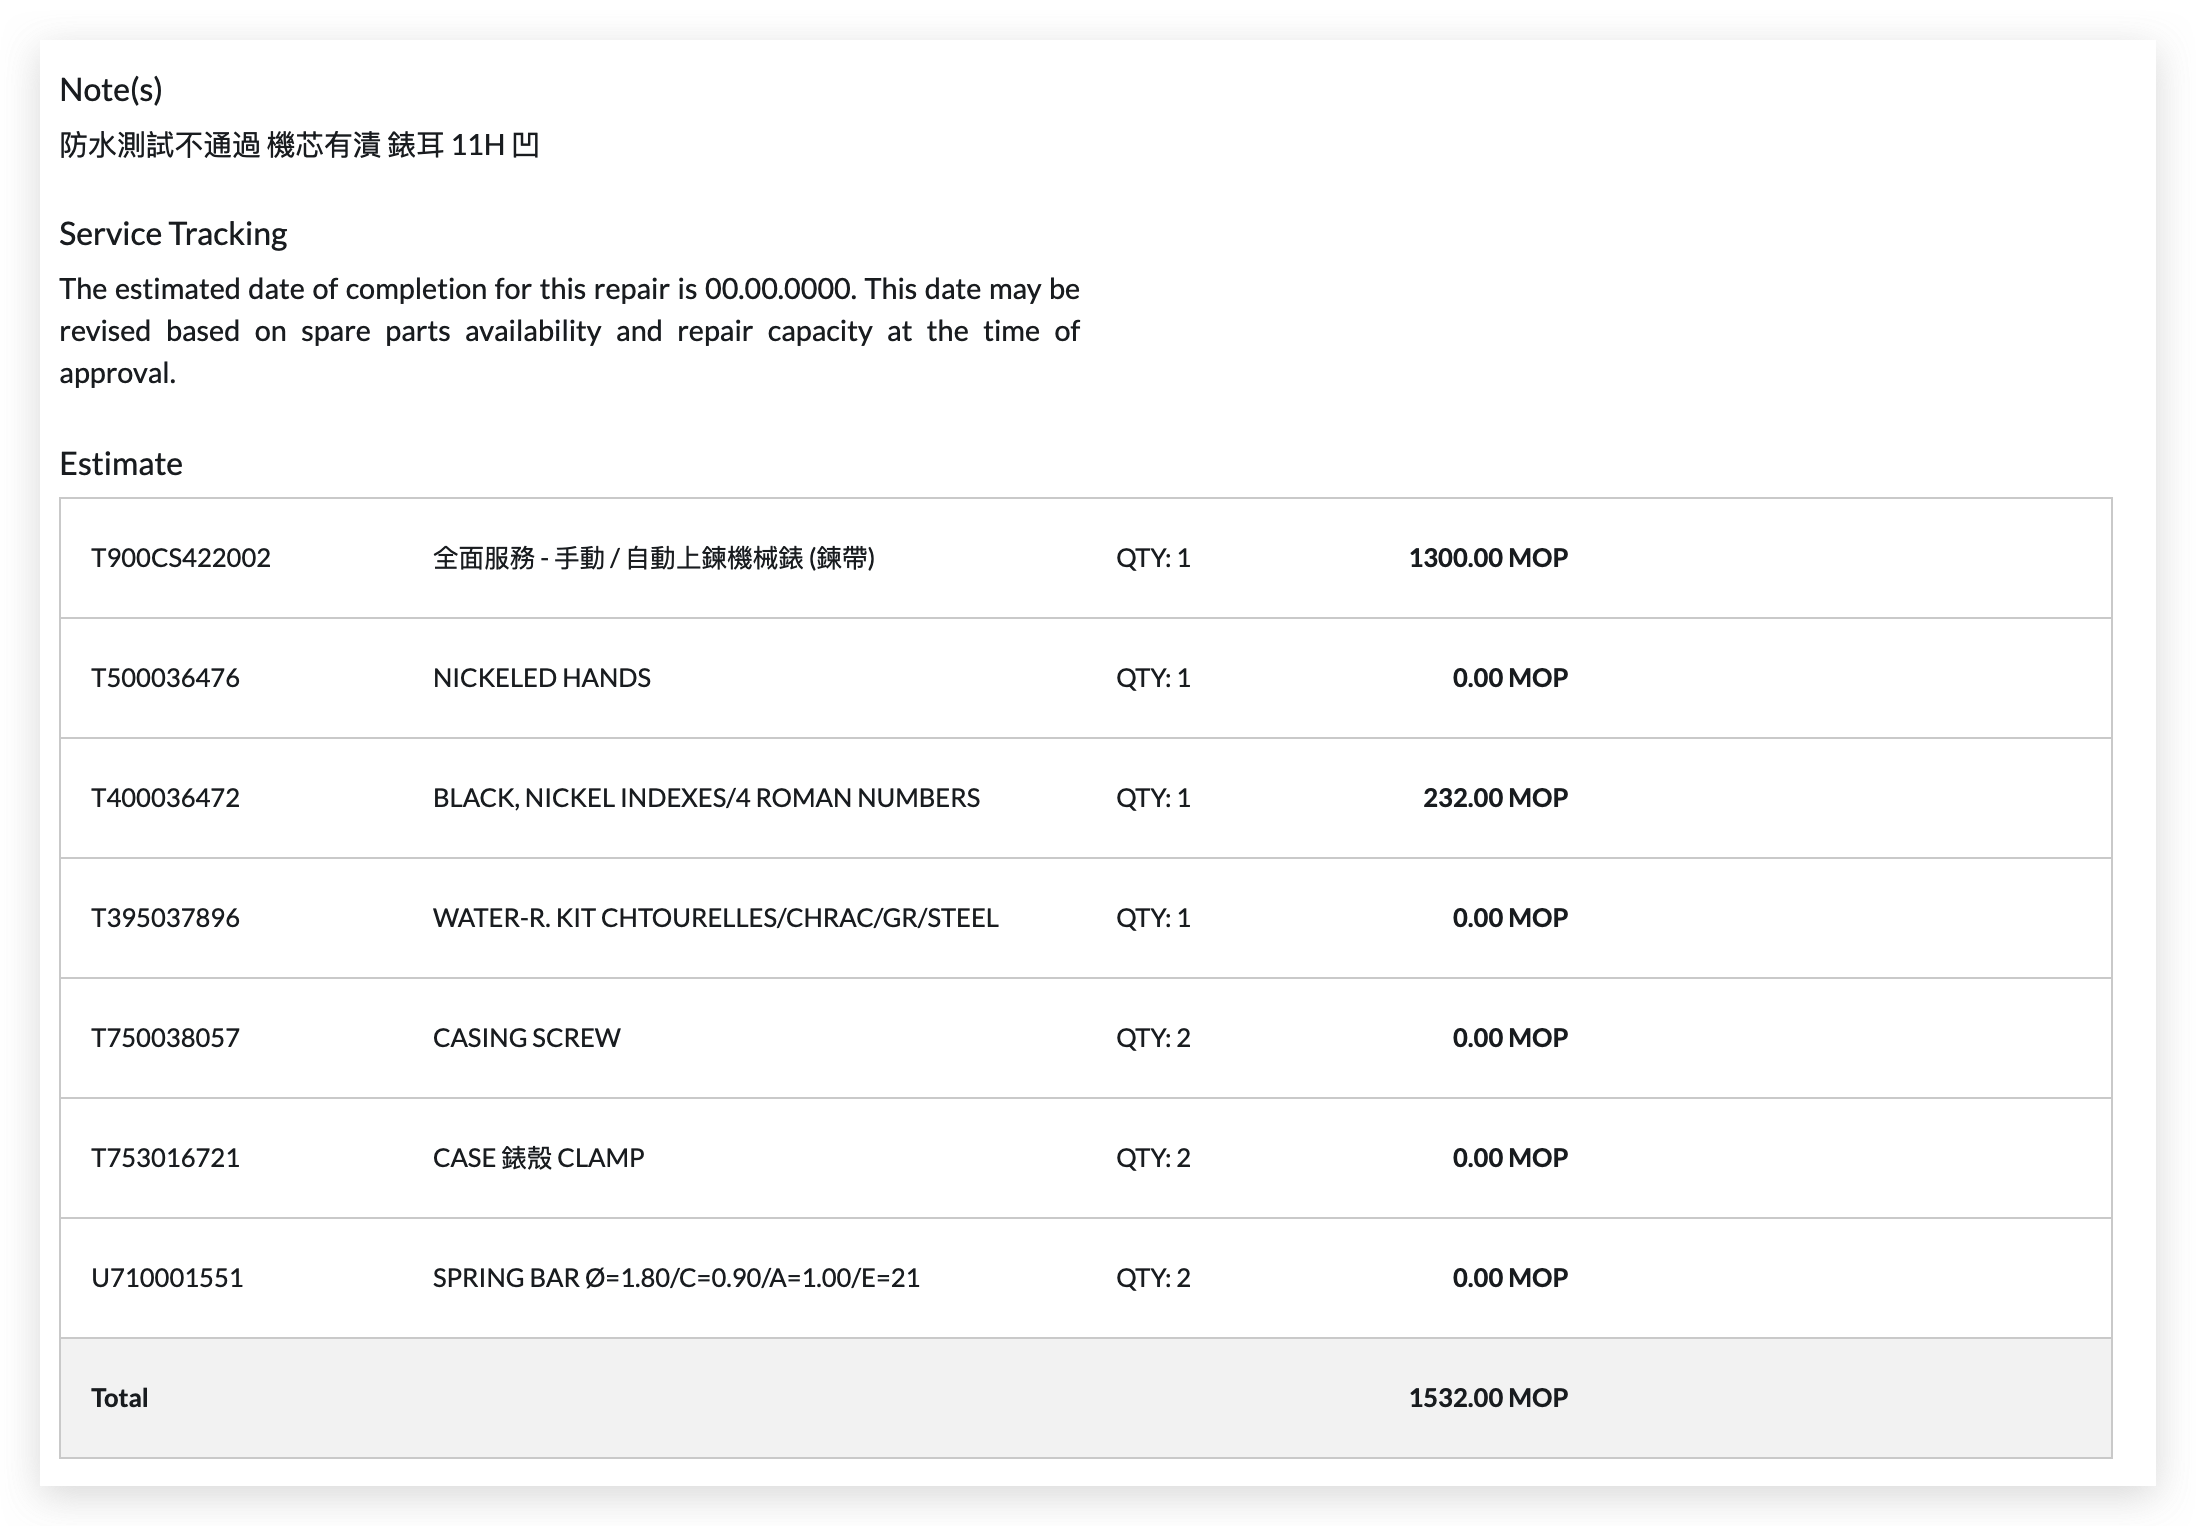 Note(s)
防水測試不通過 機芯有漬 錶耳 11H 凹
Service Tracking
The estimated date of completion for this repair is 00.00.0000. This date may be
revised based on spare parts availability and repair capacity at the time of
approval.
Estimate
T900CS422002 全面服務 - 手動 / 自動上鍊機械錶 (鍊帶) QTY: 1 1300.00 MOP
T500036476 NICKELED HANDS QTY: 1 0.00 MOP
T400036472 BLACK, NICKEL INDEXES/4 ROMAN NUMBERS QTY: 1 232.00 MOP
T395037896 WATER-R. KIT CHTOURELLES/CHRAC/GR/STEEL QTY: 1 0.00 MOP
T750038057 CASING SCREW QTY: 2 0.00 MOP
T753016721 CASE 錶殼 CLAMP QTY: 2 0.00 MOP
U710001551 SPRING BAR Ø=1.80/C=0.90/A=1.00/E=21 QTY: 2 0.00 MOP
Total 1532.00 MOP